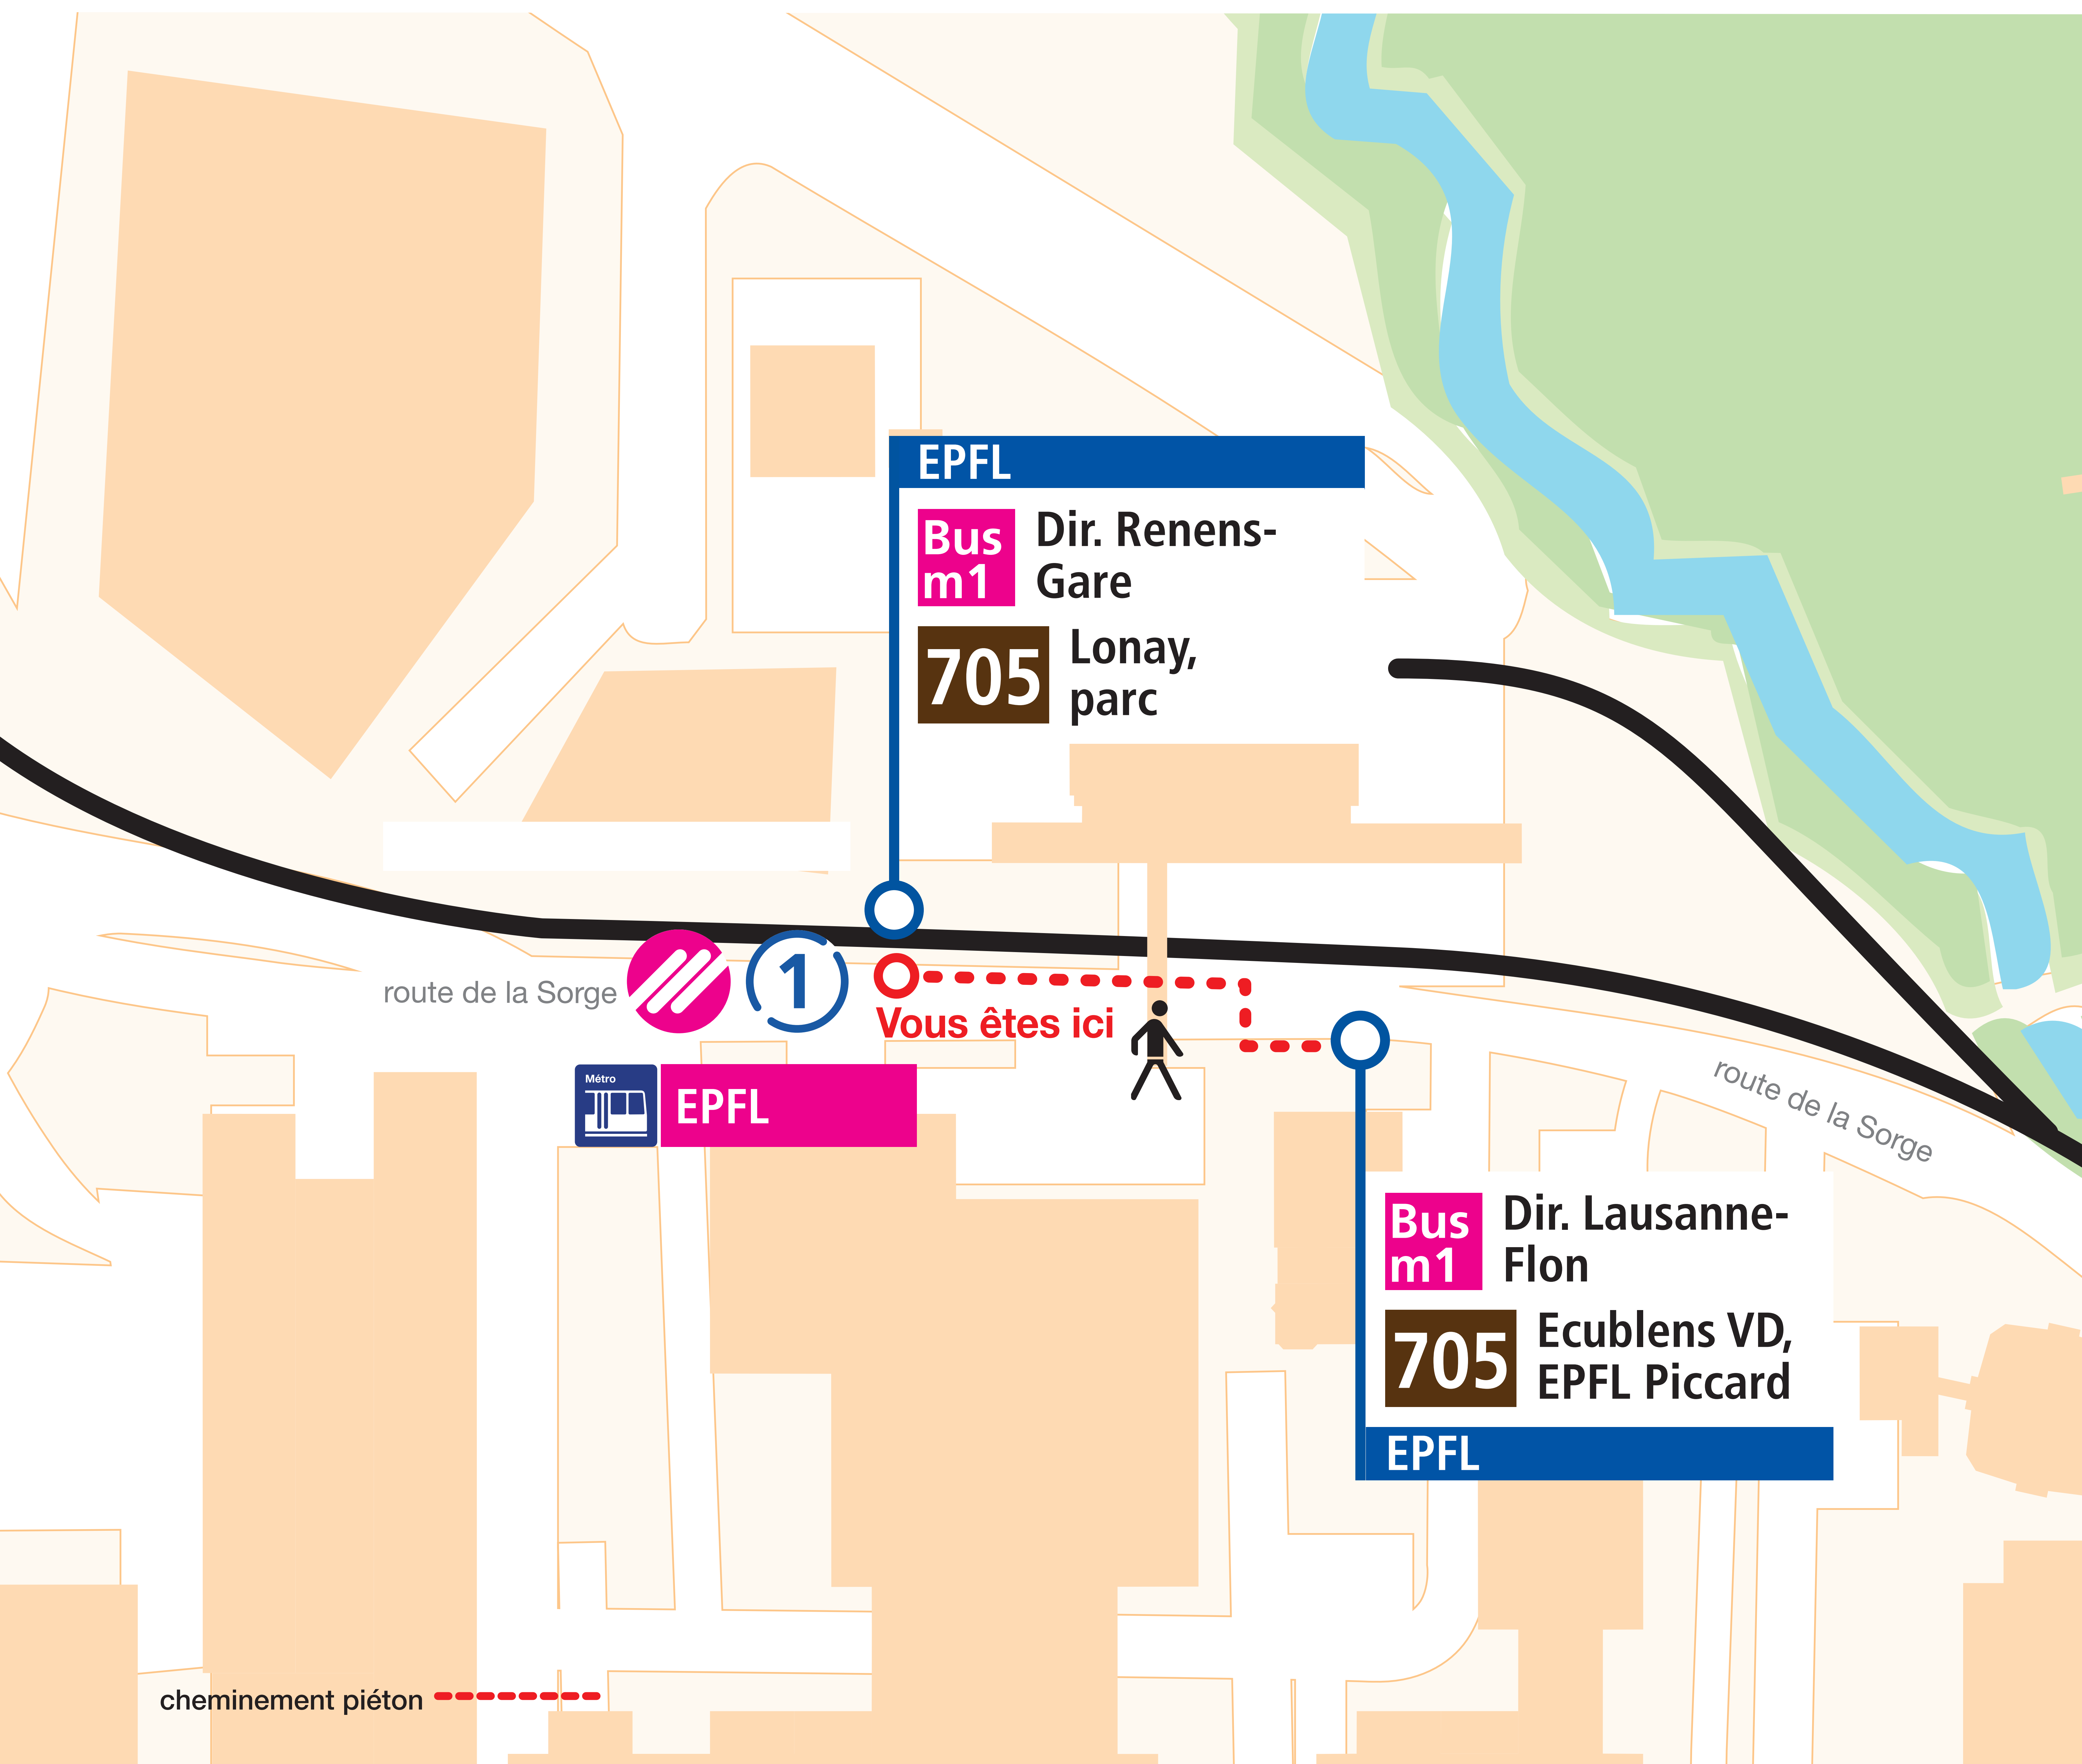 EPFL
Bus
m1
Dir. Renens-
Gare
705
Lonay,
parc
route de la Sorge
1
Vous êtes ici
Métro
EPFL
route de la Sorge
Bus
m1
Dir. Lausanne-
Flon
705
Ecublens VD,
EPFL Piccard
EPFL
cheminement piéton